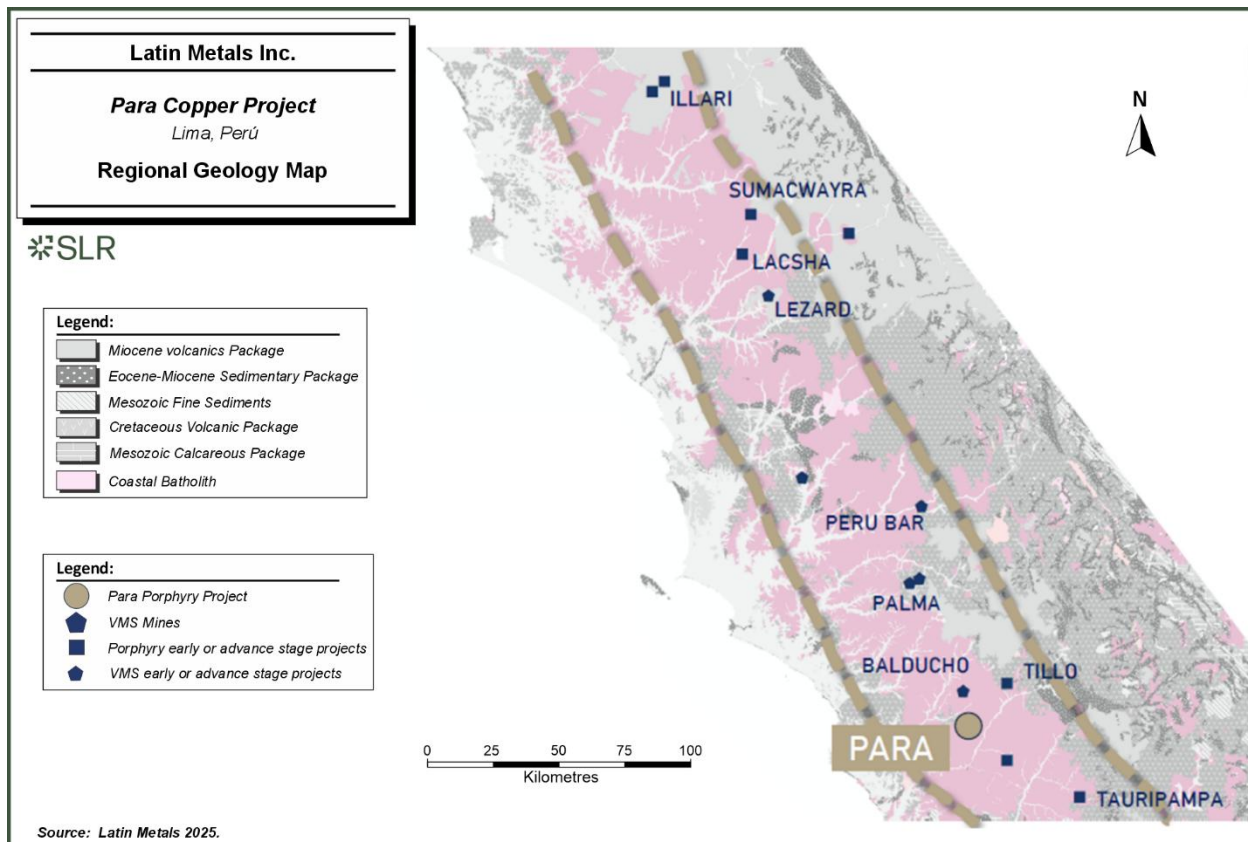 Latin Metals Inc.
Para Copper Project
Lima, Perú
Regional Geology Map
SLR
Legend:
Miocene volcanics Package
Eocene-Miocene Sedimentary Package
Mesozoic Fine Sediments
Cretaceous Volcanic Package
Mesozoic Calcareous Package
Coastal Batholith
Legend:
Para Porphyry Project
VMS Mines
Porphyry early or advance stage projects
VMS early or advance stage projects
Source: Latin Metals 2025.
N
ILLARI
SUMACWAYRA
LACSHA
LEZARD
PERU BAR
PALMA
BALDUCHO
TILLO
PARA
TAURIPAMPA
0 25 50 75 100
Kilometres